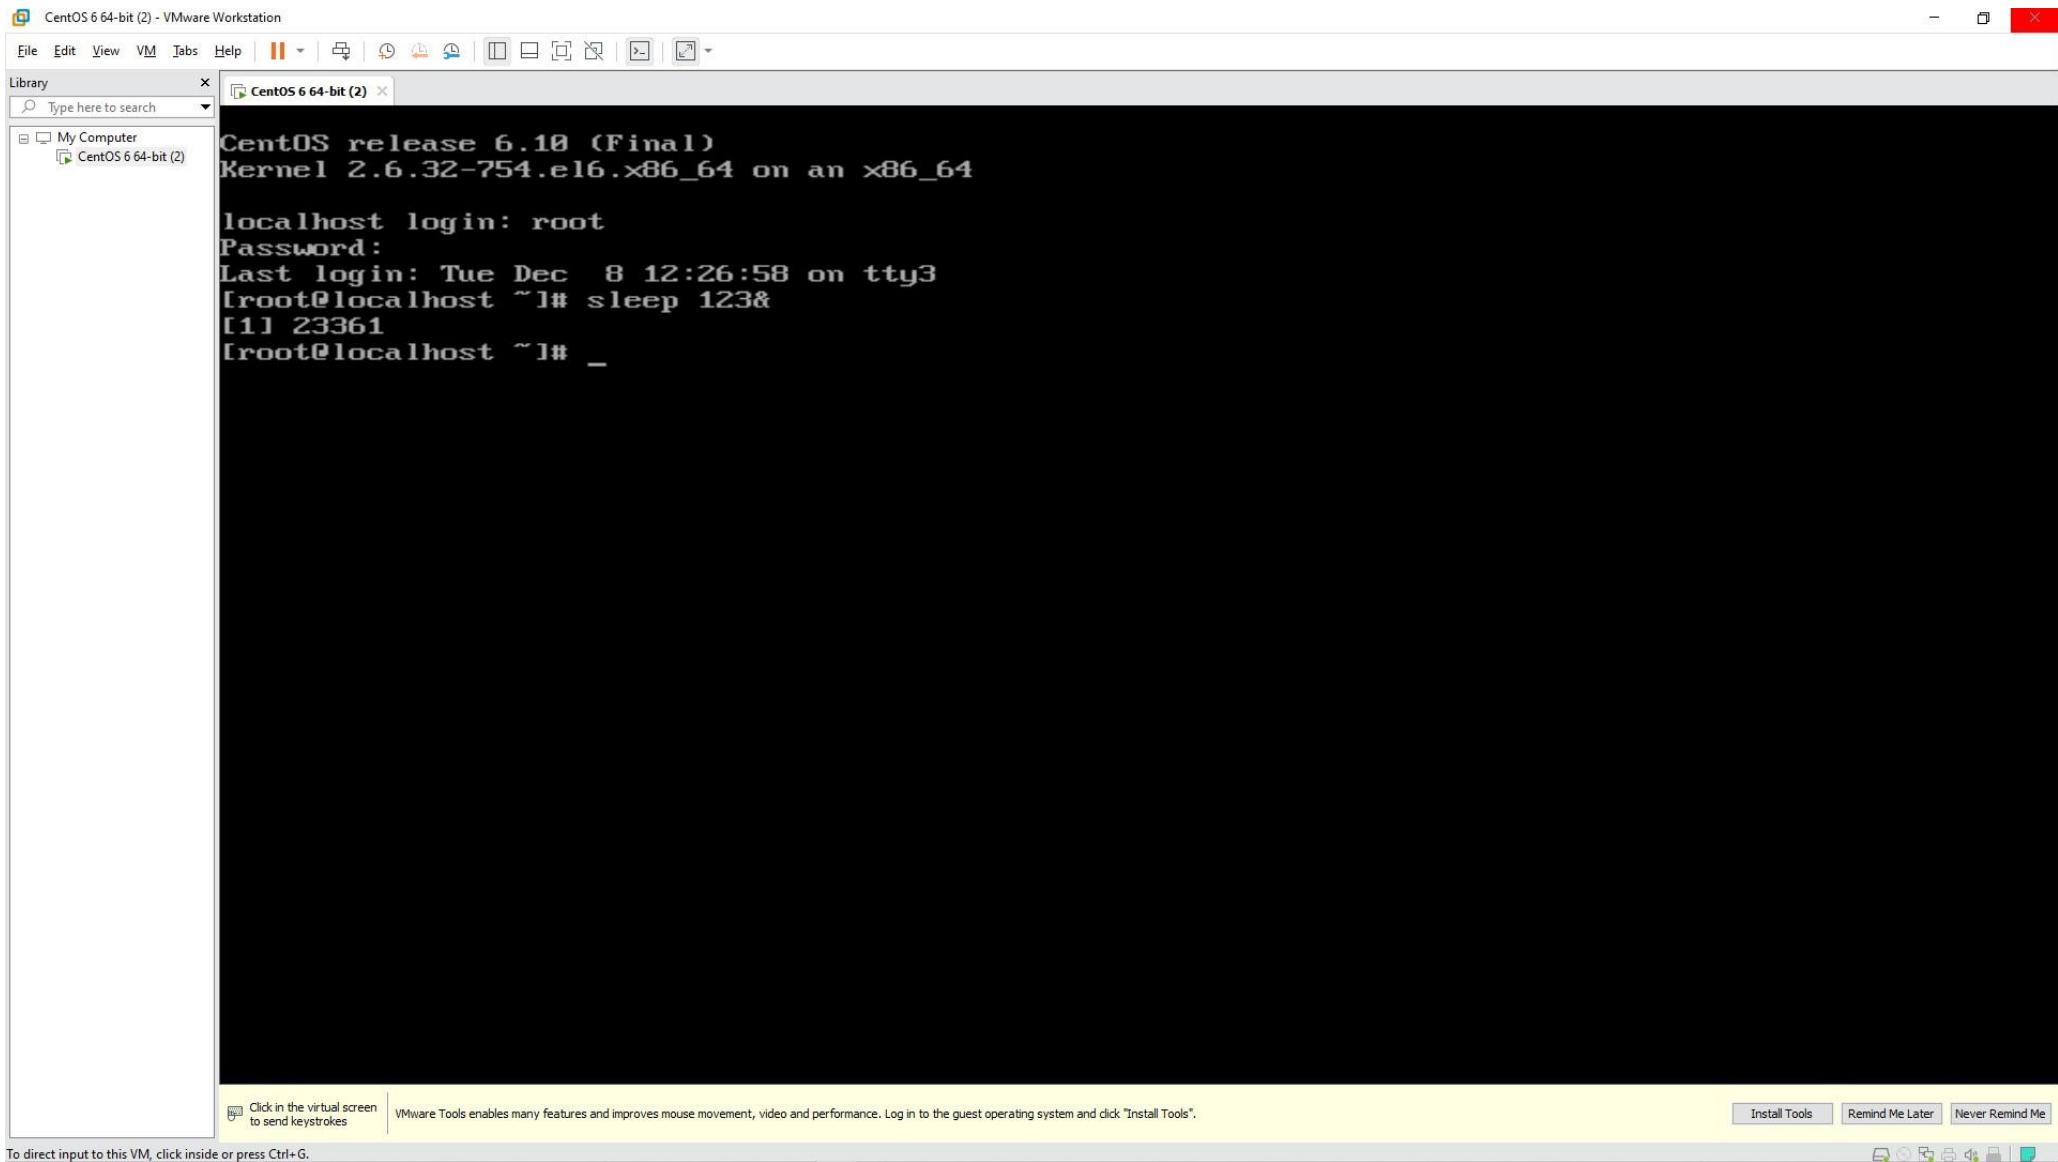 CentOS 6 64-bit (2) - VMware Workstation
File Edit View VM Tabs Help
Library
CentOS 6 64-bit (2)
Type here to search
My Computer
CentOS 6 64-bit (2)
CentOS release 6.10 (Final)
Kernel 2.6.32-754.el6.x86_64 on an x86_64
localhost login: root
Password:
Last login: Tue Dec  8 12:26:58 on tty3
[root@localhost ~]# sleep 123&
[1] 23361
[root@localhost ~]# _
Click in the virtual screen
to send keystrokes
VMware Tools enables many features and improves mouse movement, video and performance. Log in to the guest operating system and click "Install Tools".
Install Tools
Remind Me Later
Never Remind Me
To direct input to this VM, click inside or press Ctrl+G.